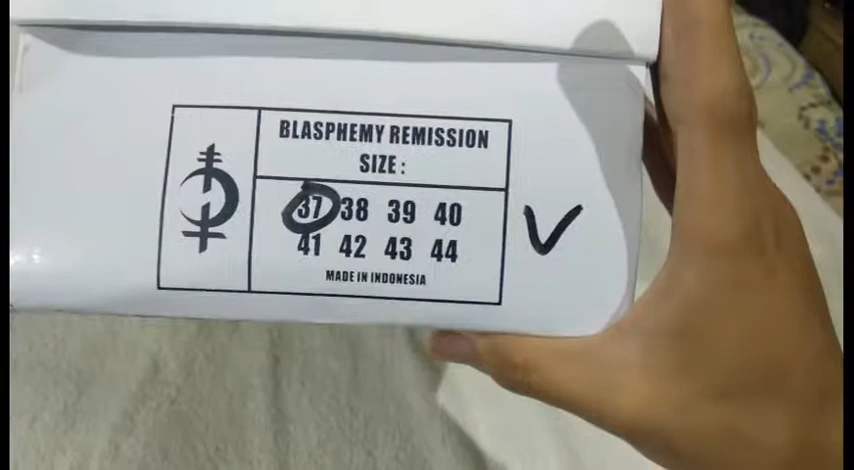 BLASPHEMY REMISSION
SIZE :
37 38 39 40
41 42 43 44
MADE IN INDONESIA